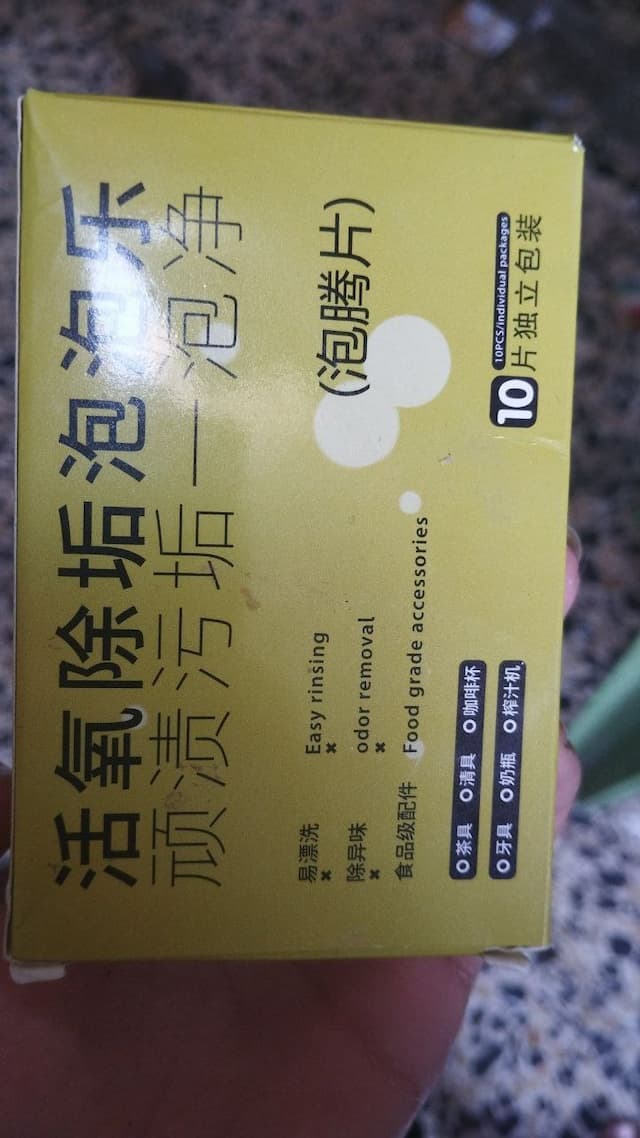 活氧除垢泡泡乐
顽渍污垢一泡净
(泡腾片)
易漂洗 Easy rinsing
×
×
除异味 odor removal
×
×
食品级配件 Food grade accessories
茶具 清具 咖啡杯
牙具 奶瓶 榨汁机
10 片独立包装
10PCS/individual packages